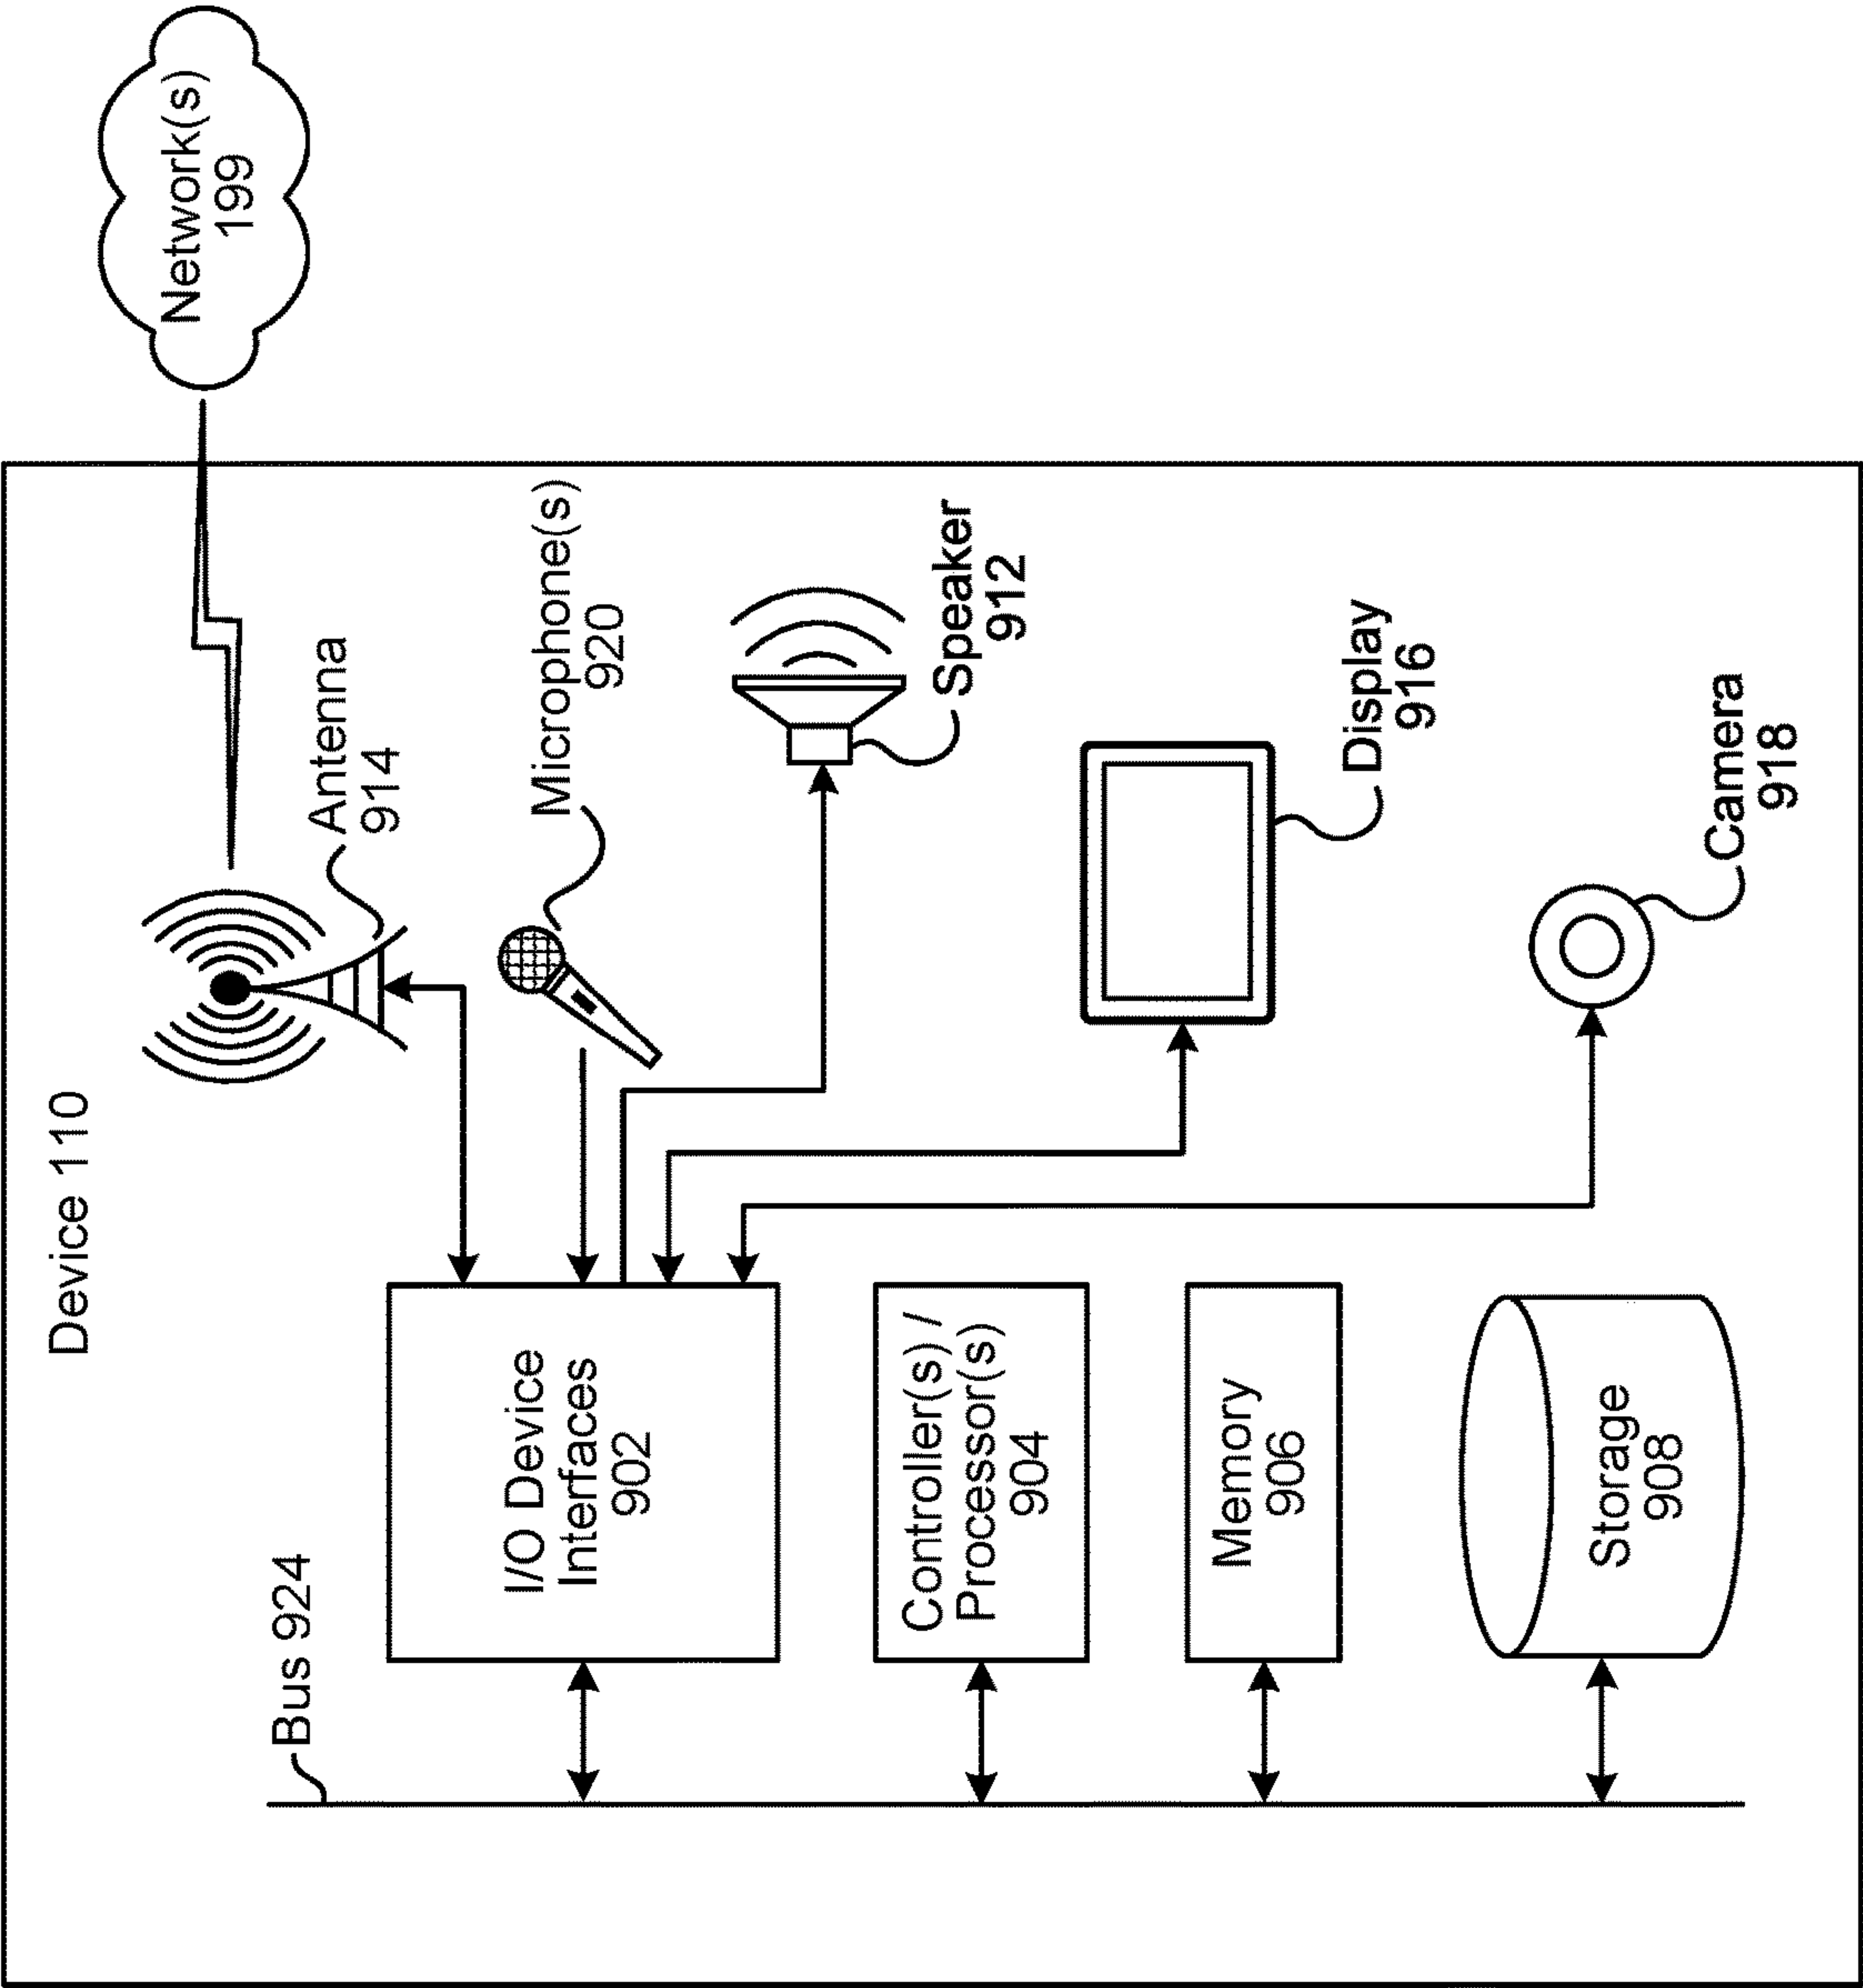 Device 110
Bus 924
I/O Device
Interfaces
902
Controller(s) /
Processor(s)
904
Memory
906
Storage
908
Antenna
914
Microphone(s)
920
Speaker
912
Display
916
Camera
918
Network(s)
199